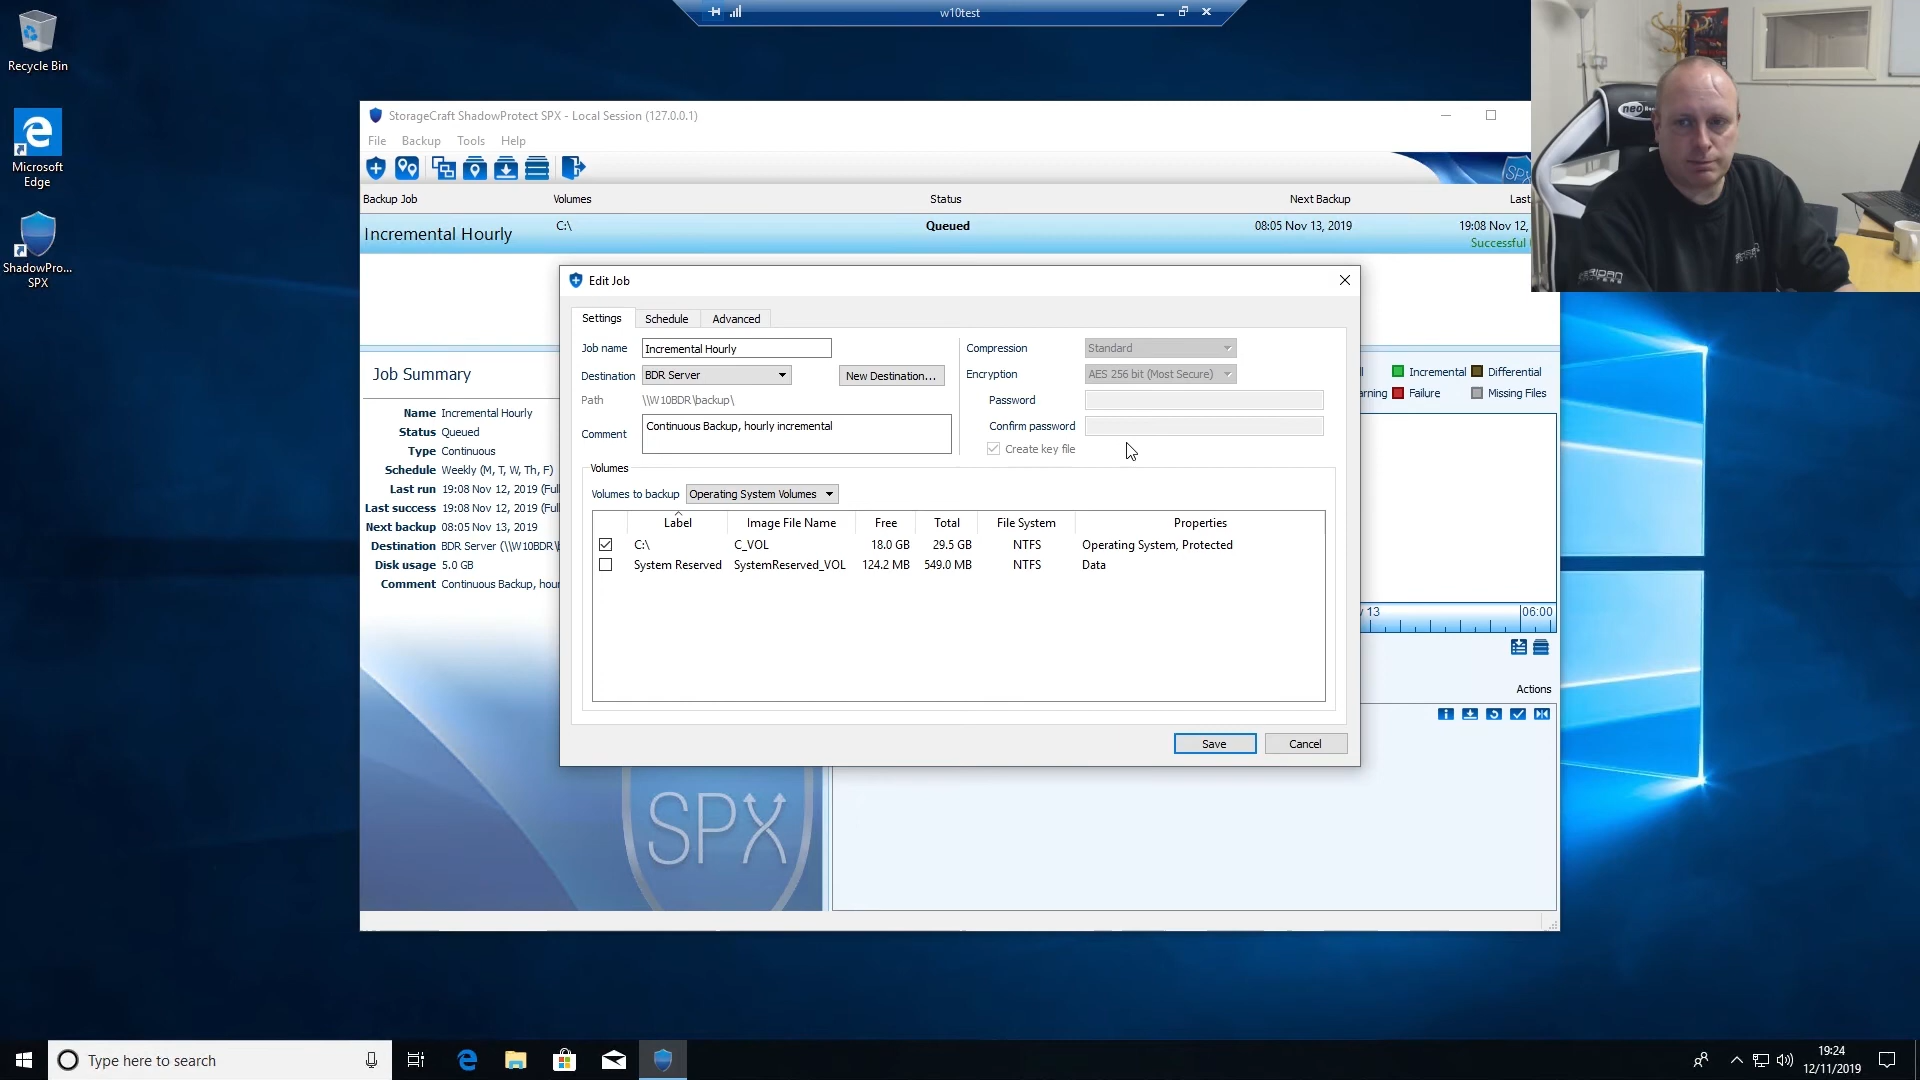 w10test
Recycle Bin
Microsoft
Edge
ShadowPro...
SPX
StorageCraft ShadowProtect SPX - Local Session (127.0.0.1)
File Backup Tools Help
SPX
Backup Job Volumes Status Next Backup Last
Incremental Hourly C:\ Queued 08:05 Nov 13, 2019 19:08 Nov 12,
Successful
neo
Edit Job
Settings Schedule Advanced
Job name Incremental Hourly
Destination BDR Server New Destination...
Path \\W10BDR\backup\
Comment Continuous Backup, hourly incremental
Compression Standard
Encryption AES 256 bit (Most Secure)
Password
Confirm password
Create key file
Volumes
Volumes to backup Operating System Volumes
Label Image File Name Free Total File System Properties
C:\ C_VOL 18.0 GB 29.5 GB NTFS Operating System, Protected
System Reserved SystemReserved_VOL 124.2 MB 549.0 MB NTFS Data
Save Cancel
Job Summary
Name Incremental Hourly
Status Queued
Type Continuous
Schedule Weekly (M, T, W, Th, F)
Last run 19:08 Nov 12, 2019 (Ful
Last success 19:08 Nov 12, 2019 (Ful
Next backup 08:05 Nov 13, 2019
Destination BDR Server (\\W10BDR\
Disk usage 5.0 GB
Comment Continuous Backup, hour
Incremental Differential
arning Failure Missing Files
13 06:00
Actions
SPX
Type here to search
19:24
12/11/2019